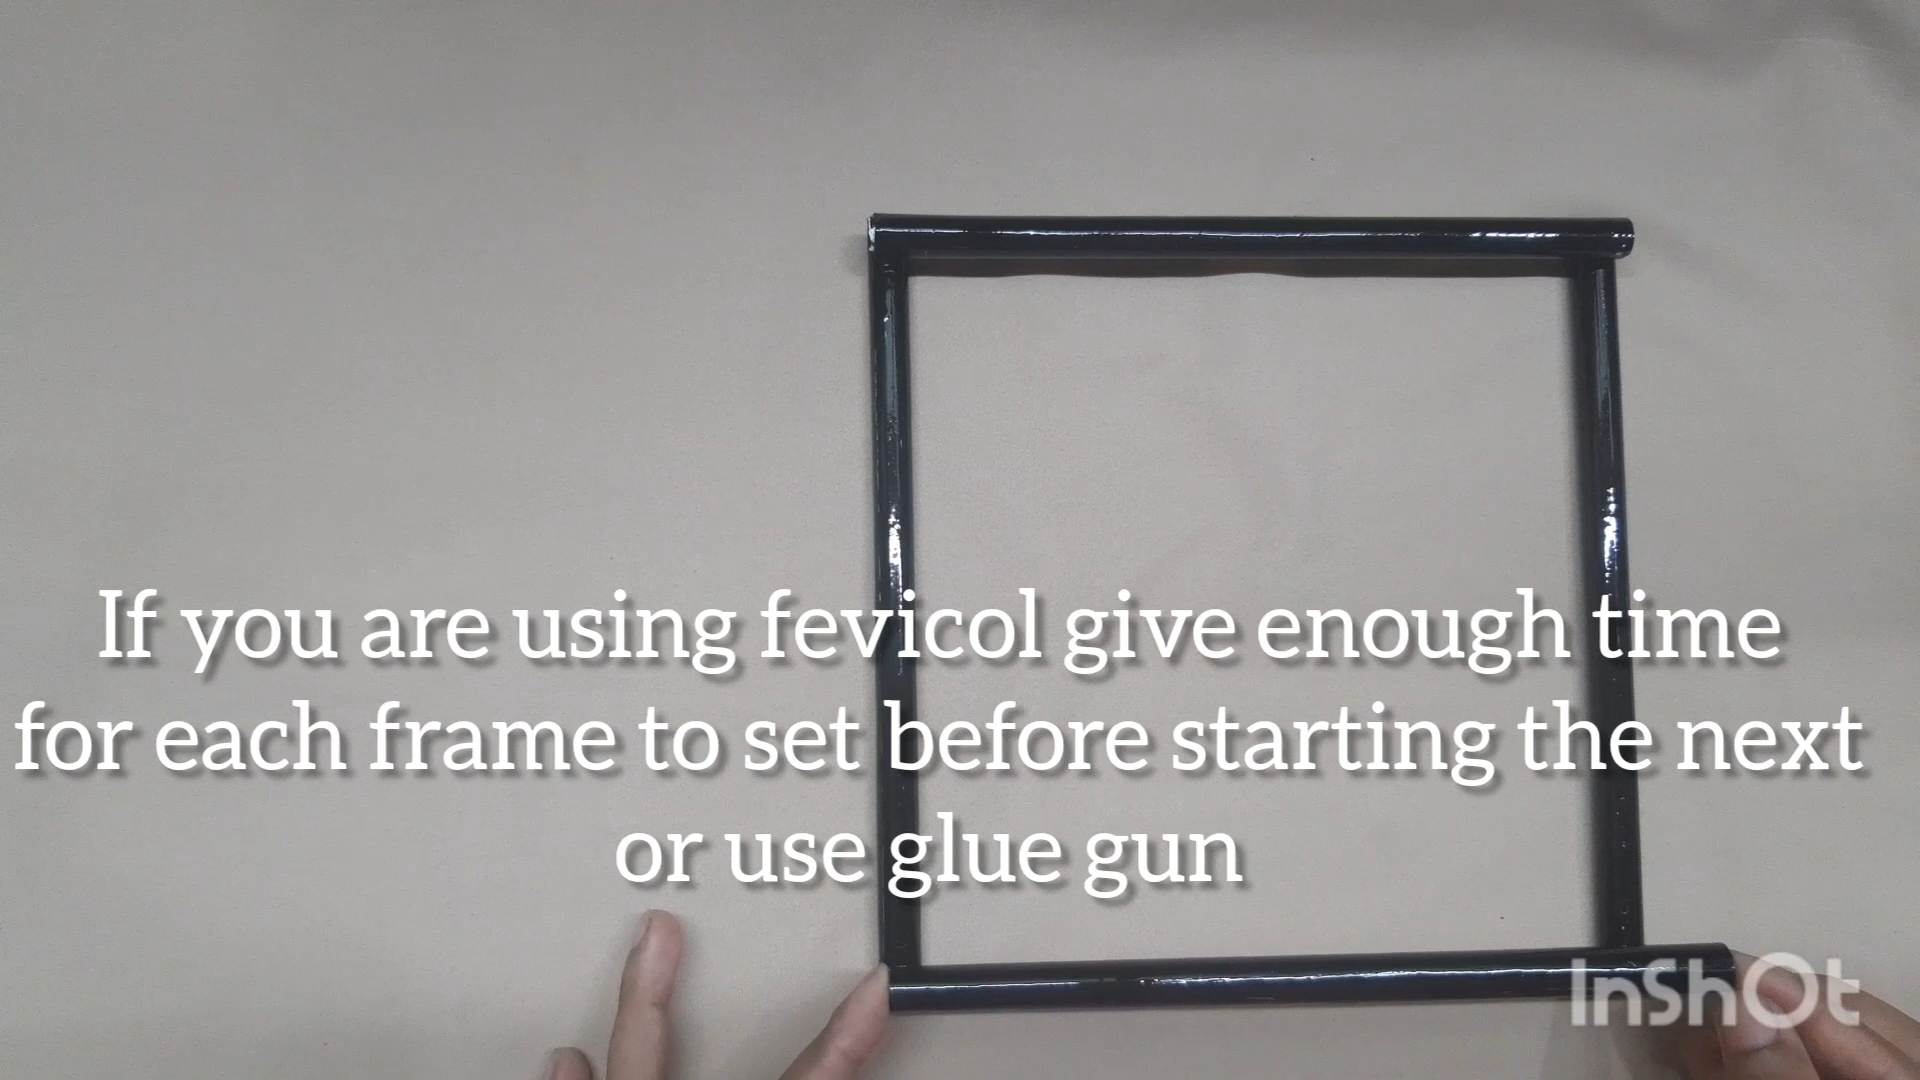 If you are using fevicol give enough time
for each frame to set before starting the next
or use glue gun
InShOt